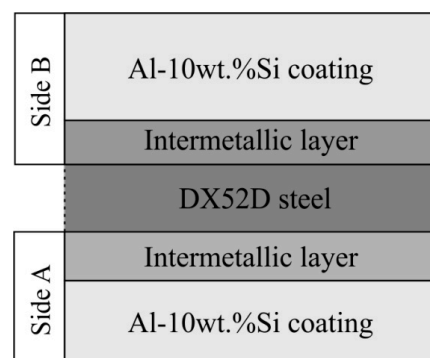 Side B
Al-10wt.%Si coating
Intermetallic layer
DX52D steel
Side A
Intermetallic layer
Al-10wt.%Si coating